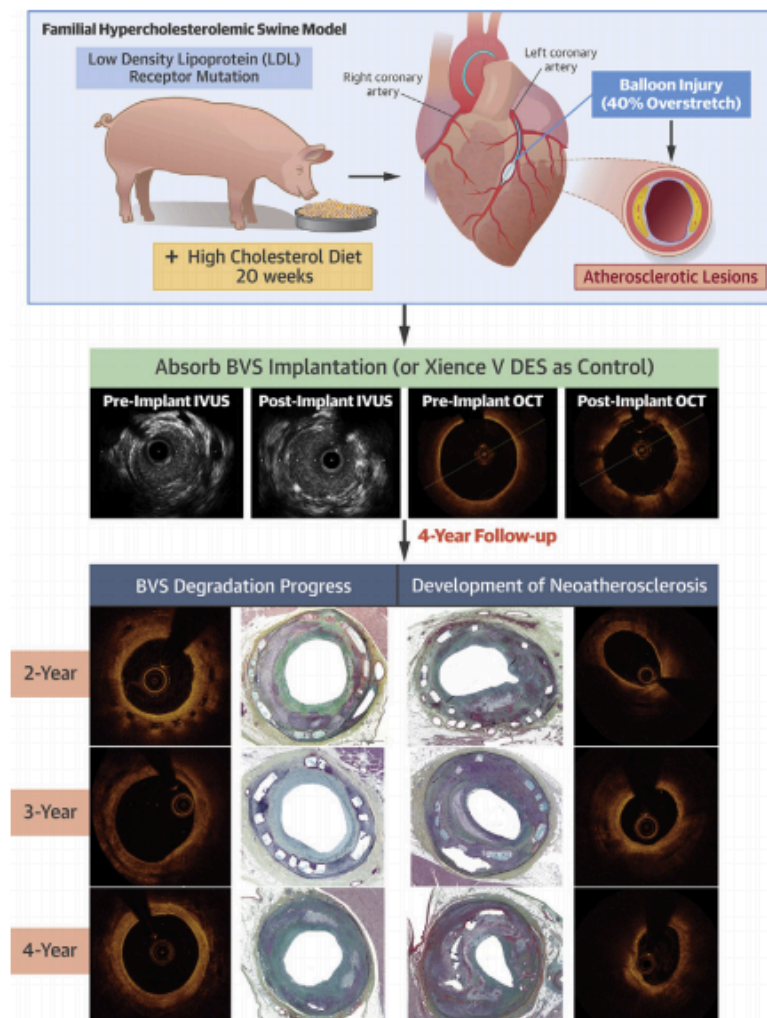 Familial Hypercholesterolemic Swine Model
Low Density Lipoprotein (LDL)
Receptor Mutation
Right coronary
artery
Left coronary
artery
Balloon Injury
(40% Overstretch)
+ High Cholesterol Diet
20 weeks
Atherosclerotic Lesions
Absorb BVS Implantation (or Xience V DES as Control)
Pre-Implant IVUS
Post-Implant IVUS
Pre-Implant OCT
Post-Implant OCT
4-Year Follow-up
BVS Degradation Progress
Development of Neoatherosclerosis
2-Year
3-Year
4-Year